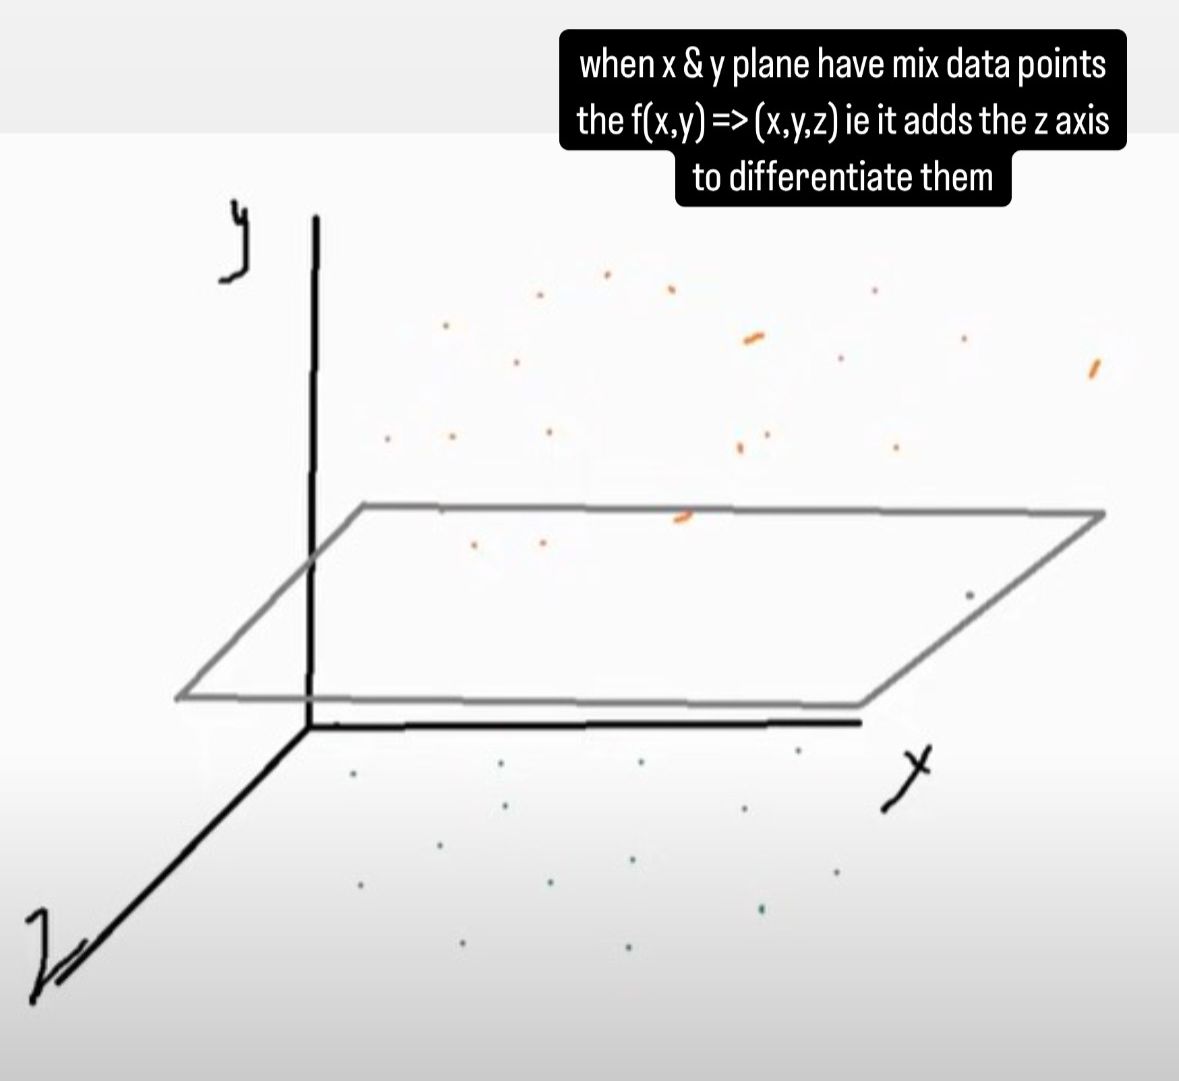 when x & y plane have mix data points
the f(x,y) => (x,y,z) ie it adds the z axis
to differentiate them
y
x
z